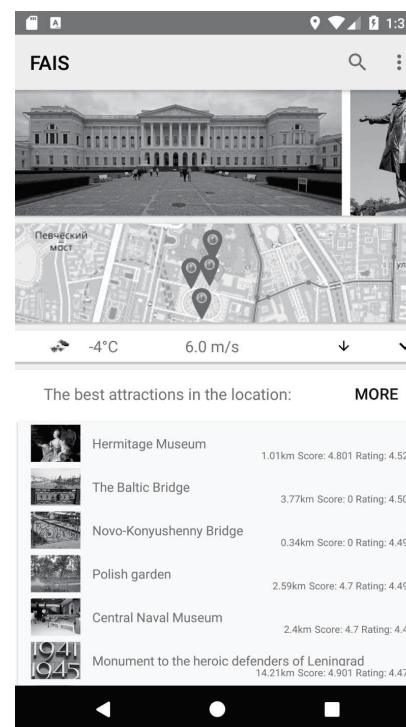 A 1:3
FAIS
Певческий
мост
-4°C 6.0 m/s
The best attractions in the location: MORE
Hermitage Museum
1.01km Score: 4.801 Rating: 4.52
The Baltic Bridge
3.77km Score: 0 Rating: 4.50
Novo-Konyushenny Bridge
0.34km Score: 0 Rating: 4.49
Polish garden
2.59km Score: 4.7 Rating: 4.49
Central Naval Museum
2.4km Score: 4.7 Rating: 4.4
1941
1945
Monument to the heroic defenders of Leningrad
14.21km Score: 4.901 Rating: 4.47